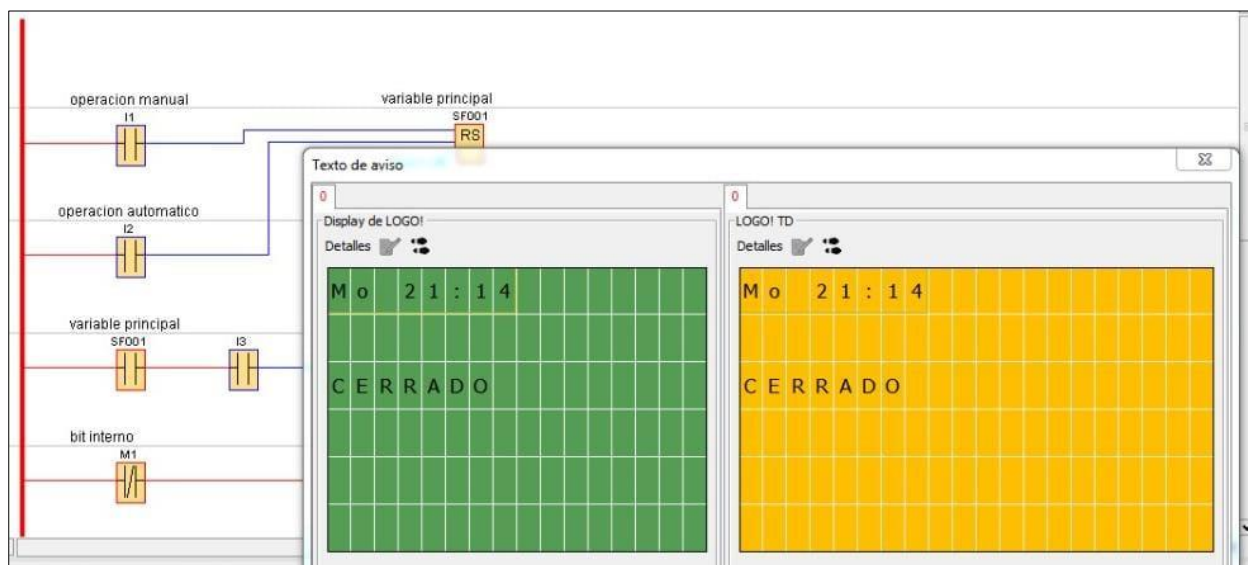 operacion manual
I1
variable principal
SF001
RS
operacion automatico
I2
variable principal
SF001
I3
bit interno
M1
Texto de aviso
0
Display de LOGO!
Detalles
Mo 21:14
CERRADO
0
LOGO! TD
Detalles
Mo 21:14
CERRADO